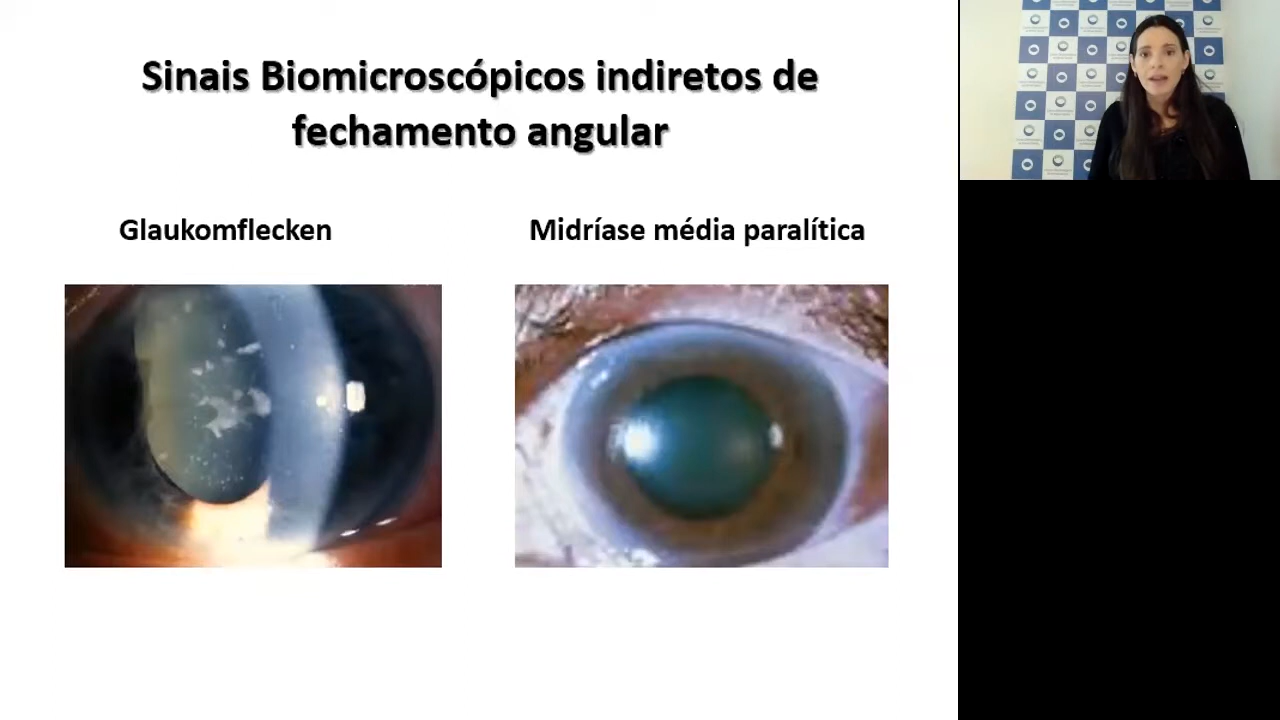 Sinais Biomicroscópicos indiretos de
fechamento angular
Glaukomflecken
Midríase média paralítica